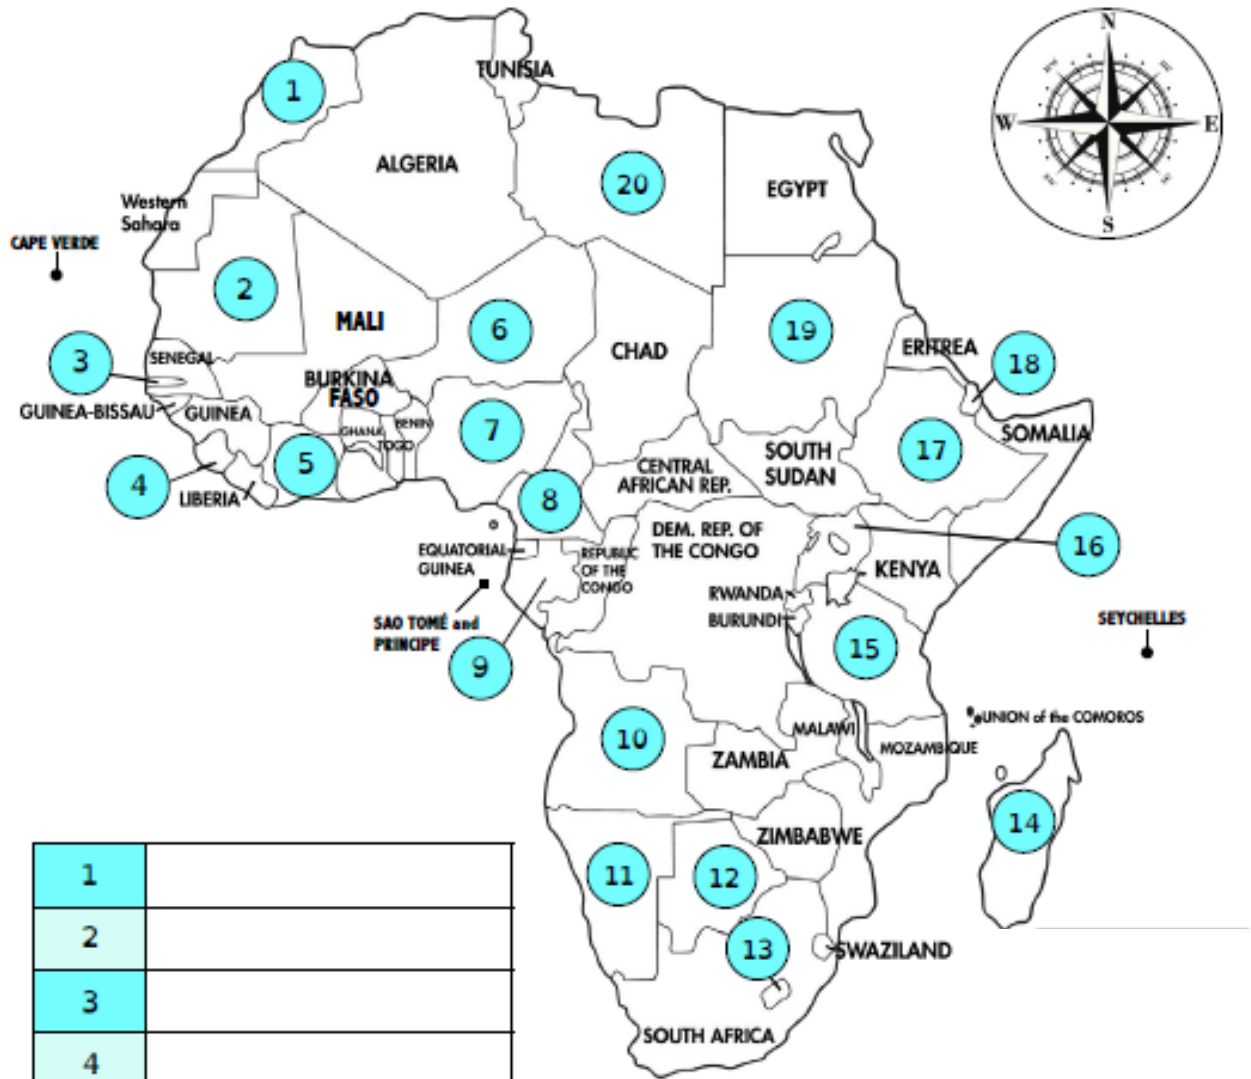 N
W
E
S
1
TUNISIA
ALGERIA
20
EGYPT
Western
Sahara
CAPE VERDE
2
MALI
6
19
CHAD
ERITREA
3
SENEGAL
18
BURKINA
FASO
GUINEA-BISSAU
GUINEA
GHANA
BENIN
TOGO
7
SOMALIA
4
5
LIBERIA
17
SOUTH
SUDAN
CENTRAL
AFRICAN REP.
8
DEM. REP. OF
THE CONGO
16
EQUATORIAL
GUINEA
REPUBLIC
OF THE
CONGO
KENYA
RWANDA
BURUNDI
SAO TOMÉ and
PRINCIPE
9
15
SEYCHELLES
UNION of the COMOROS
10
MALAWI
MOZAMBIQUE
ZAMBIA
14
ZIMBABWE
11
12
13
SWAZILAND
SOUTH AFRICA
1
2
3
4